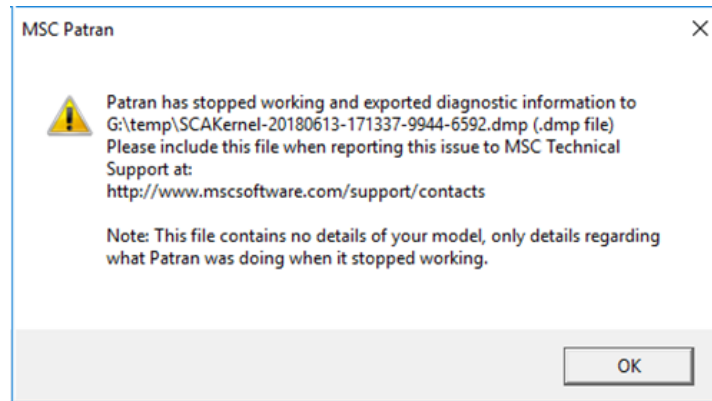 MSC Patran
Patran has stopped working and exported diagnostic information to
G:\temp\SCAKernel-20180613-171337-9944-6592.dmp (.dmp file)
Please include this file when reporting this issue to MSC Technical
Support at:
http://www.mscsoftware.com/support/contacts
Note: This file contains no details of your model, only details regarding
what Patran was doing when it stopped working.
OK